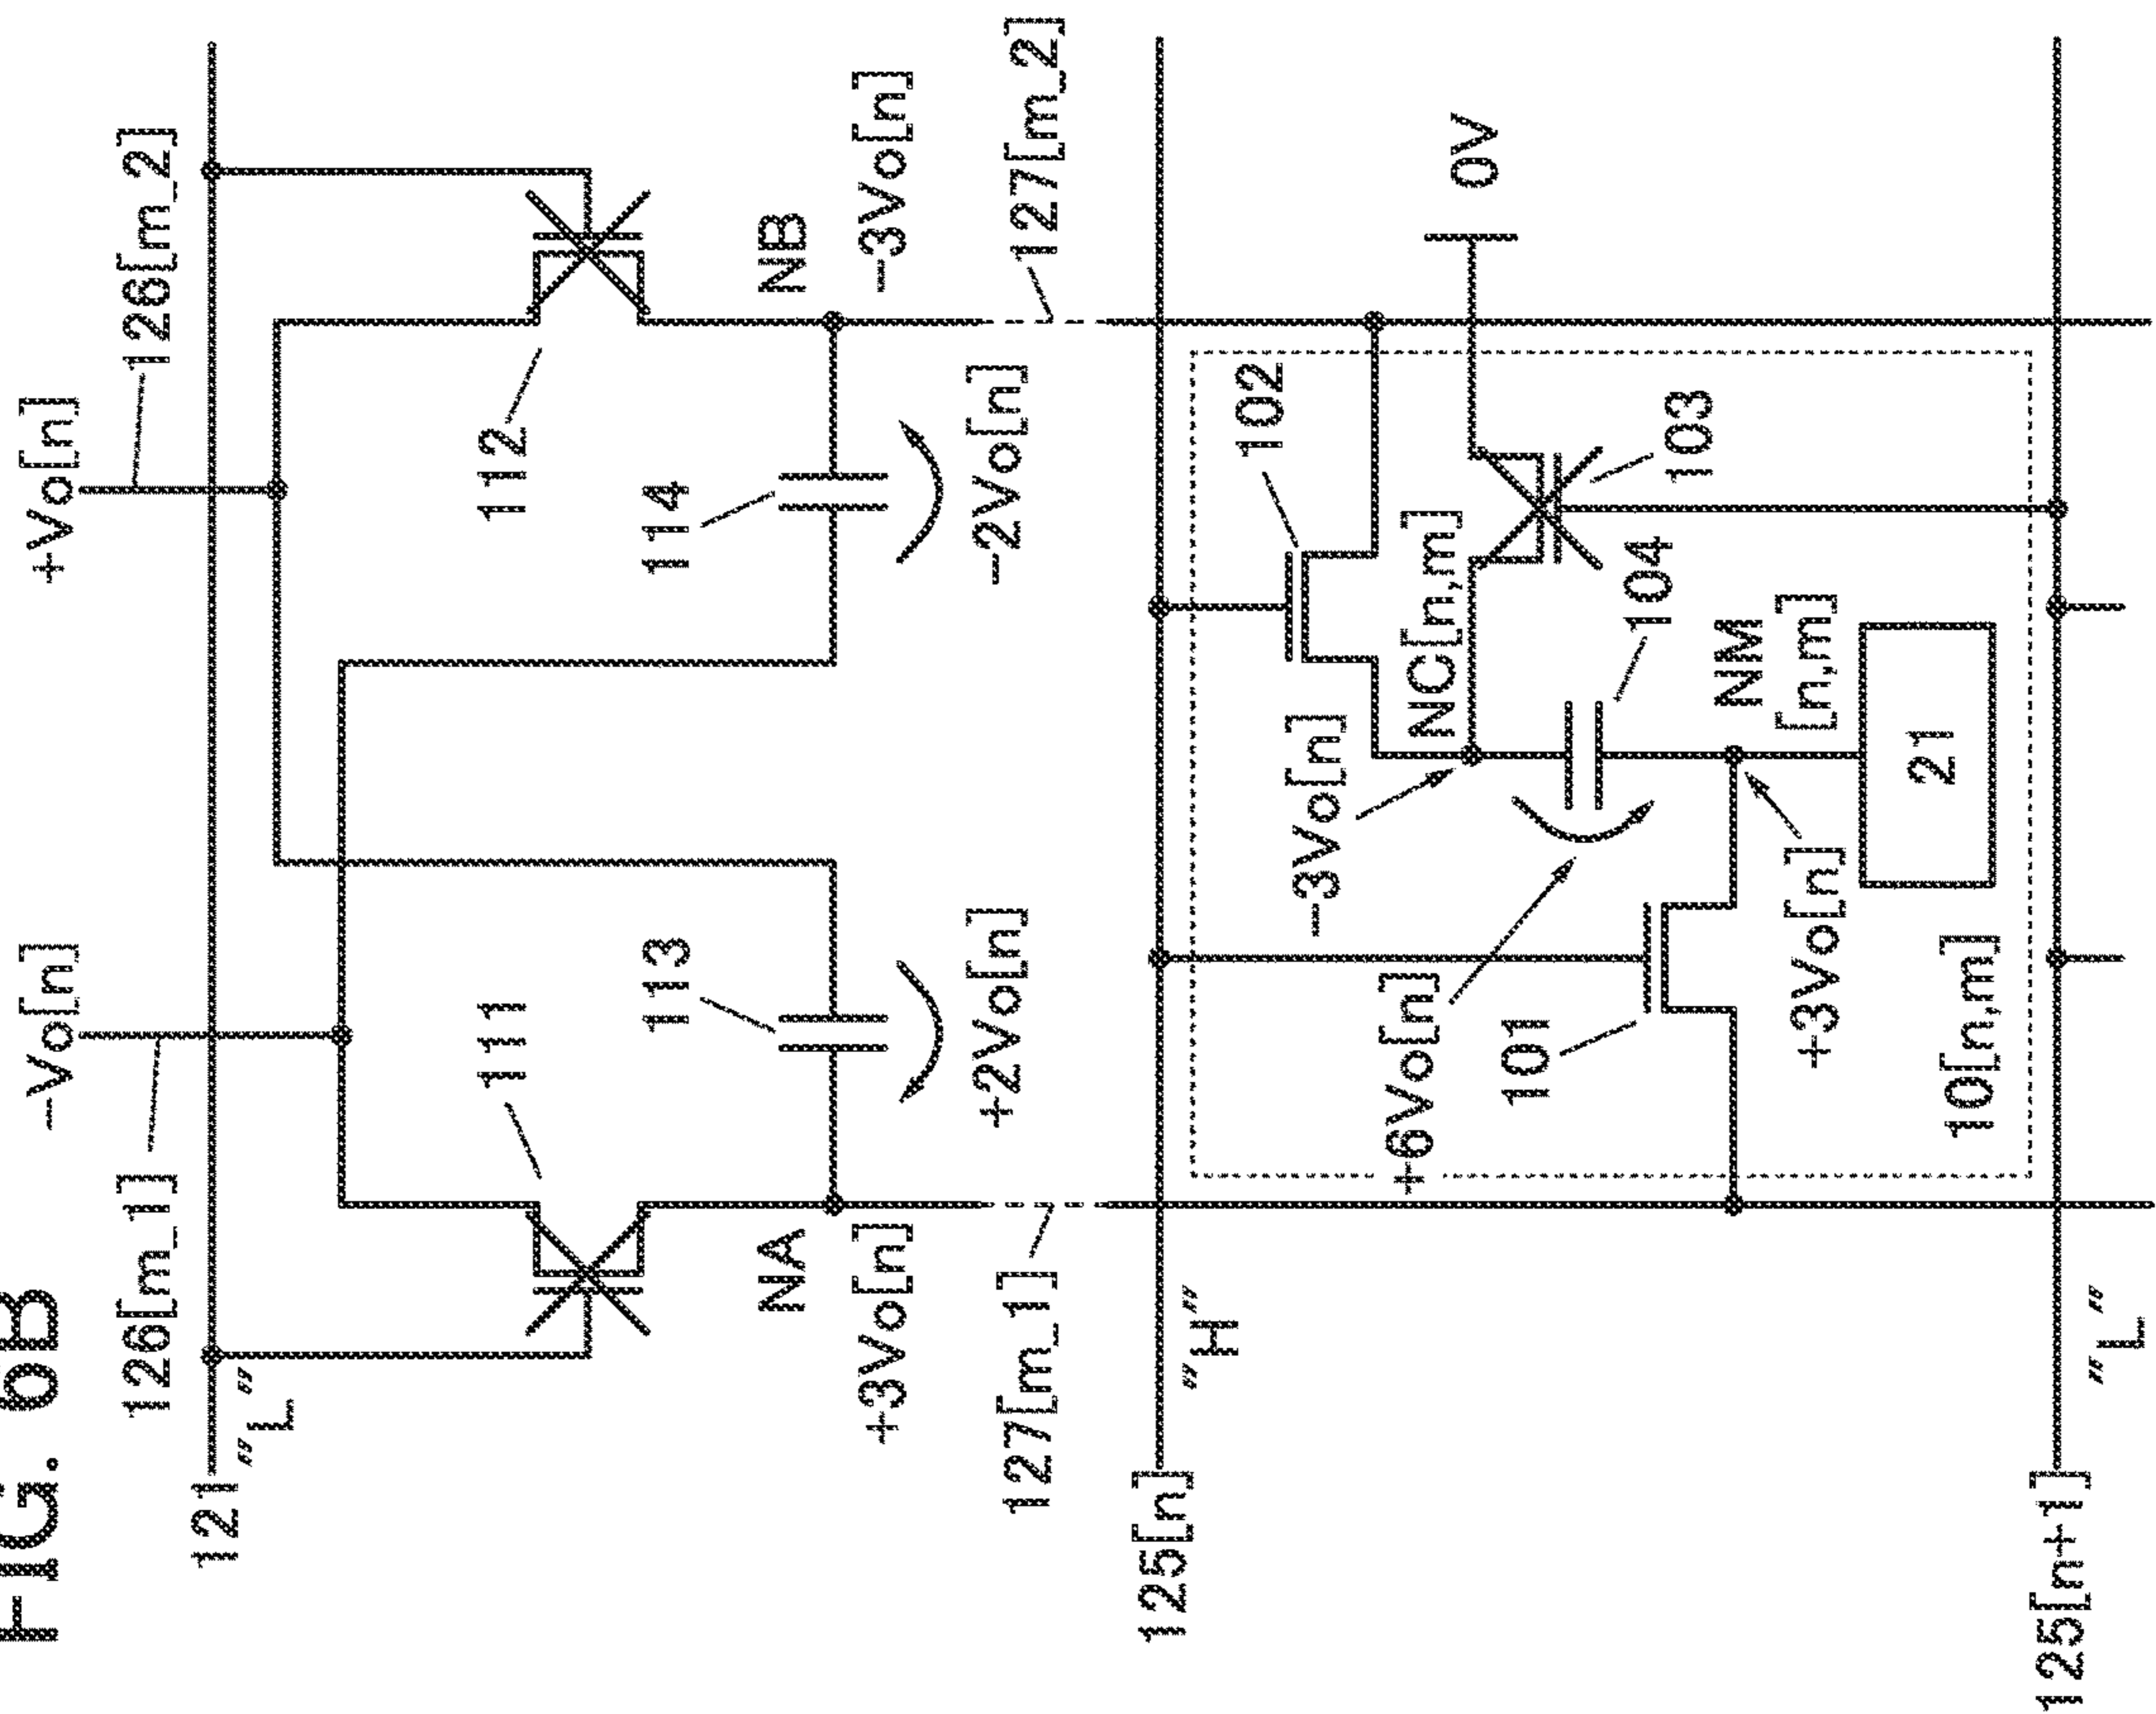 FIG. 6B
−Vo[n]
+Vo[n]
126[m_1]
126[m_2]
121
"L"
111
112
113
114
NA
NB
+3Vo[n]
−3Vo[n]
+2Vo[n]
−2Vo[n]
127[m_1]
127[m_2]
125[n]
"H"
102
−3Vo[n]
NC[n,m]
0V
+6Vo[n]
101
104
103
NM
[n,m]
+3Vo[n]
21
10[n,m]
125[n+1]
"L"